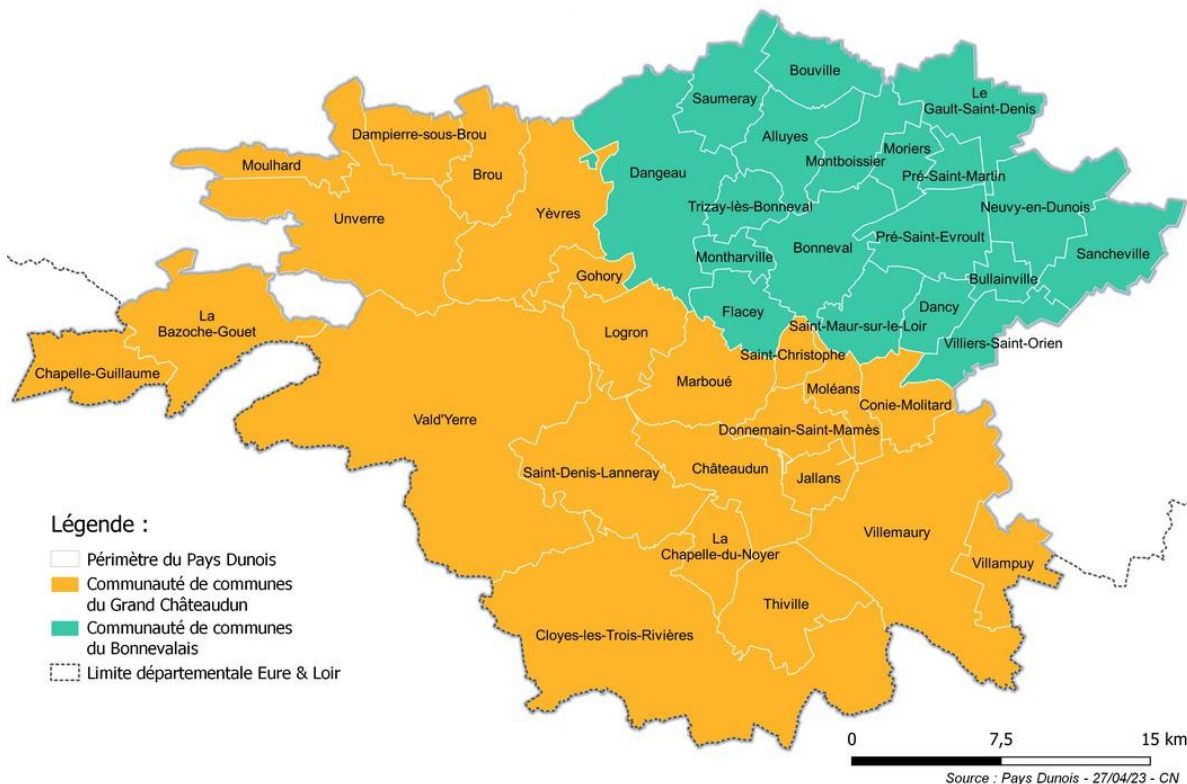 Bouville
Le
Gault-Saint-Denis
Saumeray
Dampierre-sous-Brou
Alluyes
Moriers
Montboissier
Moulhard
Brou
Dangeau
Pré-Saint-Martin
Unverre
Yèvres
Trizay-lès-Bonneval
Neuvy-en-Dunois
Pré-Saint-Evroult
Bonneval
Montharville
Sancheville
Gohory
Bullainville
La
Bazoche-Gouet
Flacey
Dancy
Logron
Saint-Maur-sur-le-Loir
Villiers-Saint-Orien
Saint-Christophe
Chapelle-Guillaume
Marboué
Moléans
Conie-Molitard
Vald'Yerre
Donnemain-Saint-Mamès
Saint-Denis-Lanneray
Châteaudun
Jallans
Villemaury
La
Chapelle-du-Noyer
Villampuy
Thiville
Cloyes-les-Trois-Rivières
Légende :
Périmètre du Pays Dunois
Communauté de communes
du Grand Châteaudun
Communauté de communes
du Bonnevalais
Limite départementale Eure & Loir
0 7,5 15 km
Source : Pays Dunois - 27/04/23 - CN